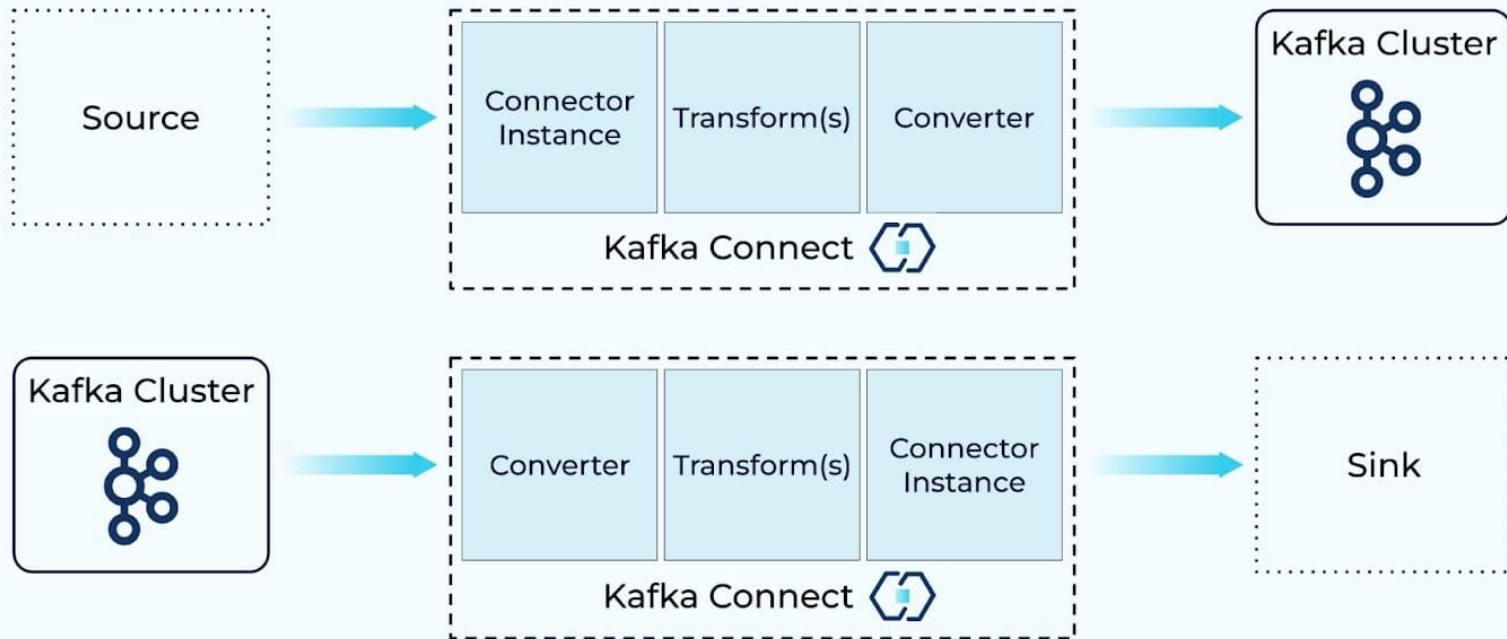 Source
Connector
Instance
Transform(s)
Converter
Kafka Connect
Kafka Cluster
Kafka Cluster
Converter
Transform(s)
Connector
Instance
Kafka Connect
Sink